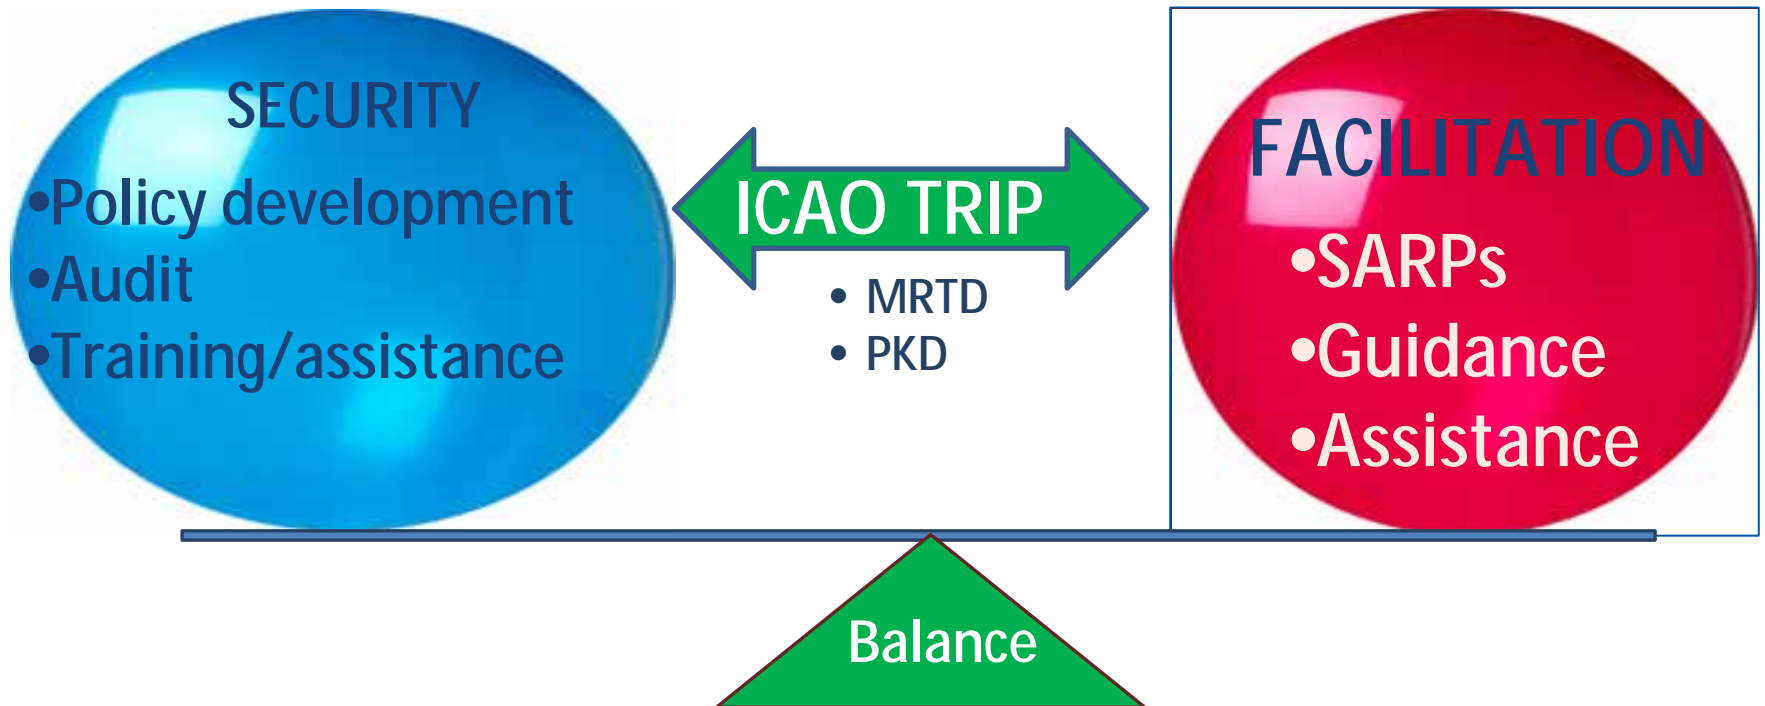 SECURITY
•Policy development
•Audit
•Training/assistance
ICAO TRIP
• MRTD
• PKD
FACILITATION
•SARPs
•Guidance
•Assistance
Balance